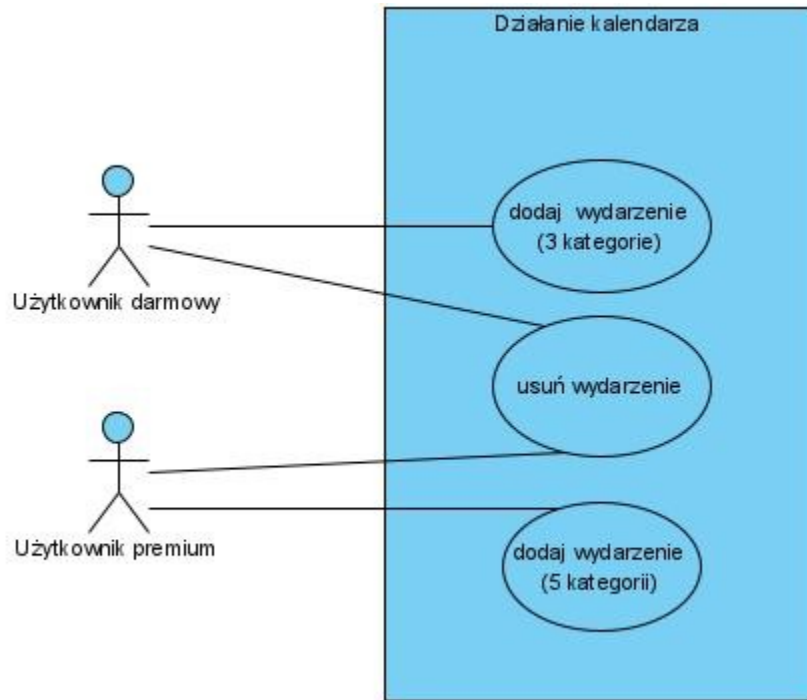 Działanie kalendarza
dodaj wydarzenie
(3 kategorie)
Użytkownik darmowy
usuń wydarzenie
Użytkownik premium
dodaj wydarzenie
(5 kategorii)